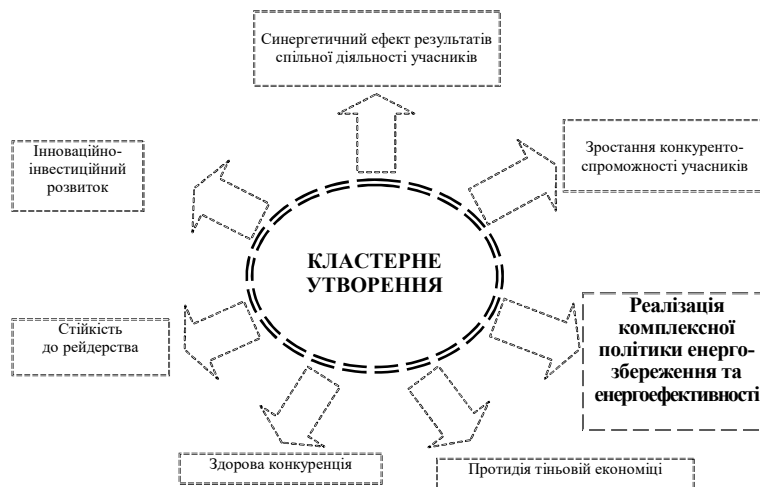 Синергетичний ефект результатів
спільної діяльності учасників
Інноваційно-
інвестиційний
розвиток
Зростання конкуренто-
спроможності учасників
КЛАСТЕРНЕ
УТВОРЕННЯ
Реалізація
комплексної
політики енерго-
збереження та
енергоефективності
Стійкість
до рейдерства
Здорова конкуренція
Протидія тіньовій економіці